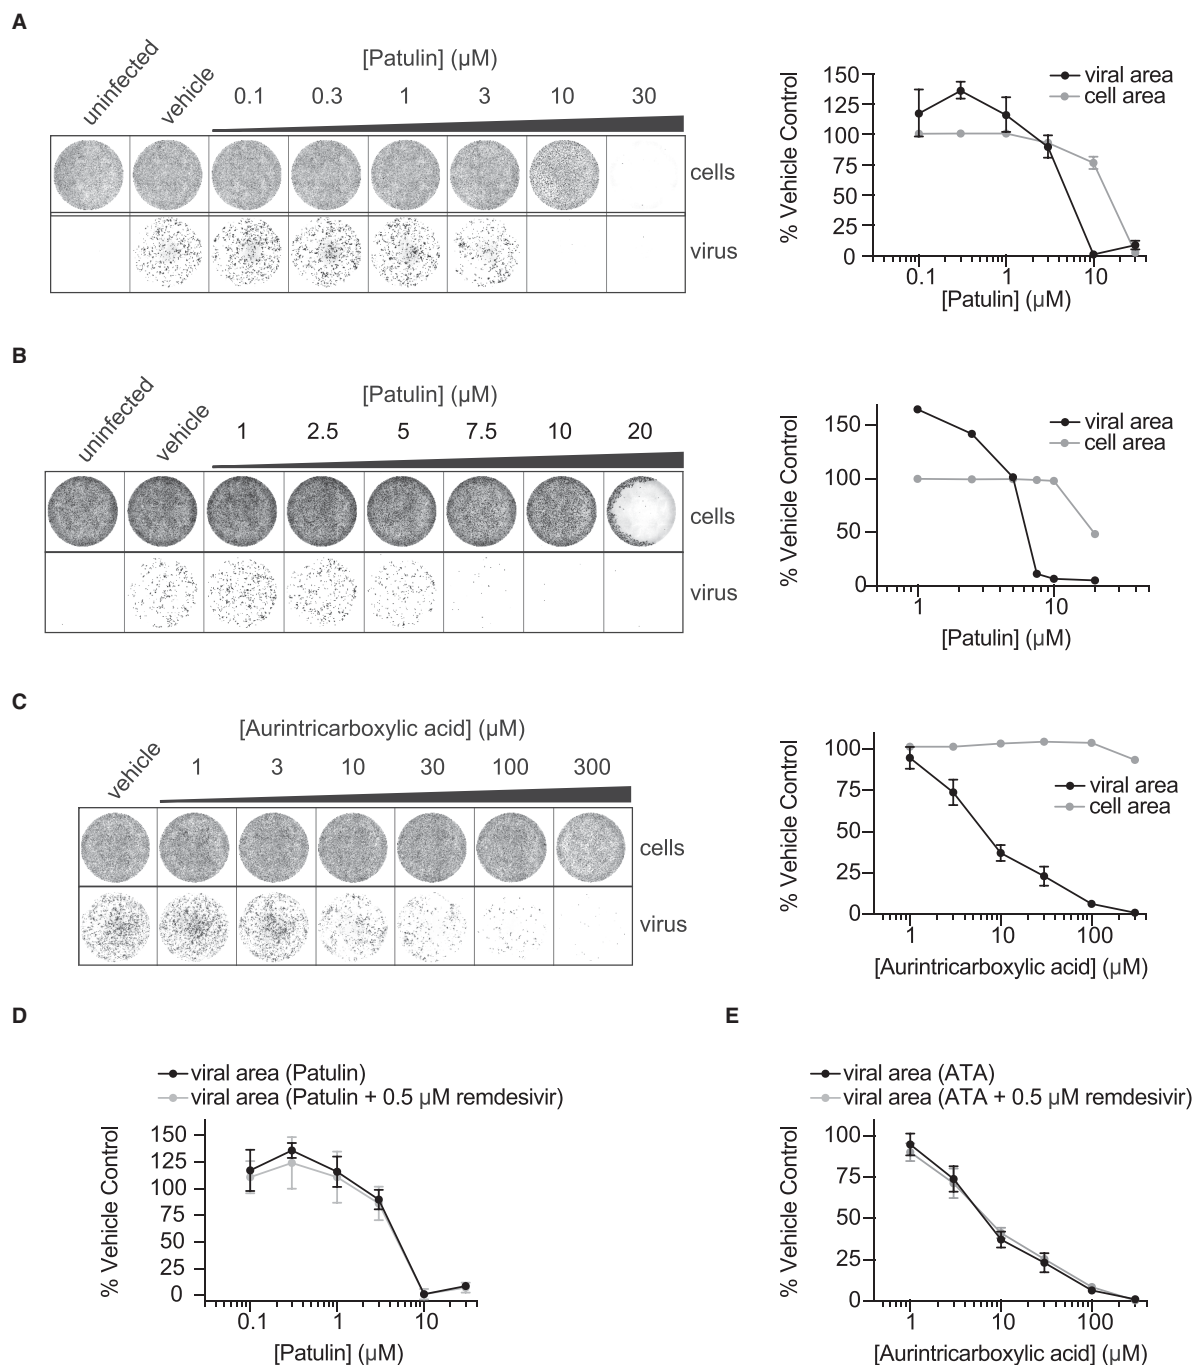 A
[Patulin] (µM)
uninfected
vehicle
0.1 0.3 1 3 10 30
cells
virus
% Vehicle Control
150
125
100
75
50
25
0
viral area
cell area
0.1 1 10
[Patulin] (µM)
B
[Patulin] (µM)
uninfected
vehicle
1 2.5 5 7.5 10 20
cells
virus
% Vehicle Control
150
100
50
0
viral area
cell area
1 10
[Patulin] (µM)
C
[Aurintricarboxylic acid] (µM)
vehicle
1 3 10 30 100 300
cells
virus
% Vehicle Control
100
75
50
25
0
viral area
cell area
1 10 100
[Aurintricarboxylic acid] (µM)
D
viral area (Patulin)
viral area (Patulin + 0.5 µM remdesivir)
% Vehicle Control
150
125
100
75
50
25
0
0.1 1 10
[Patulin] (µM)
E
viral area (ATA)
viral area (ATA + 0.5 µM remdesivir)
% Vehicle Control
100
75
50
25
0
1 10 100
[Aurintricarboxylic acid] (µM)